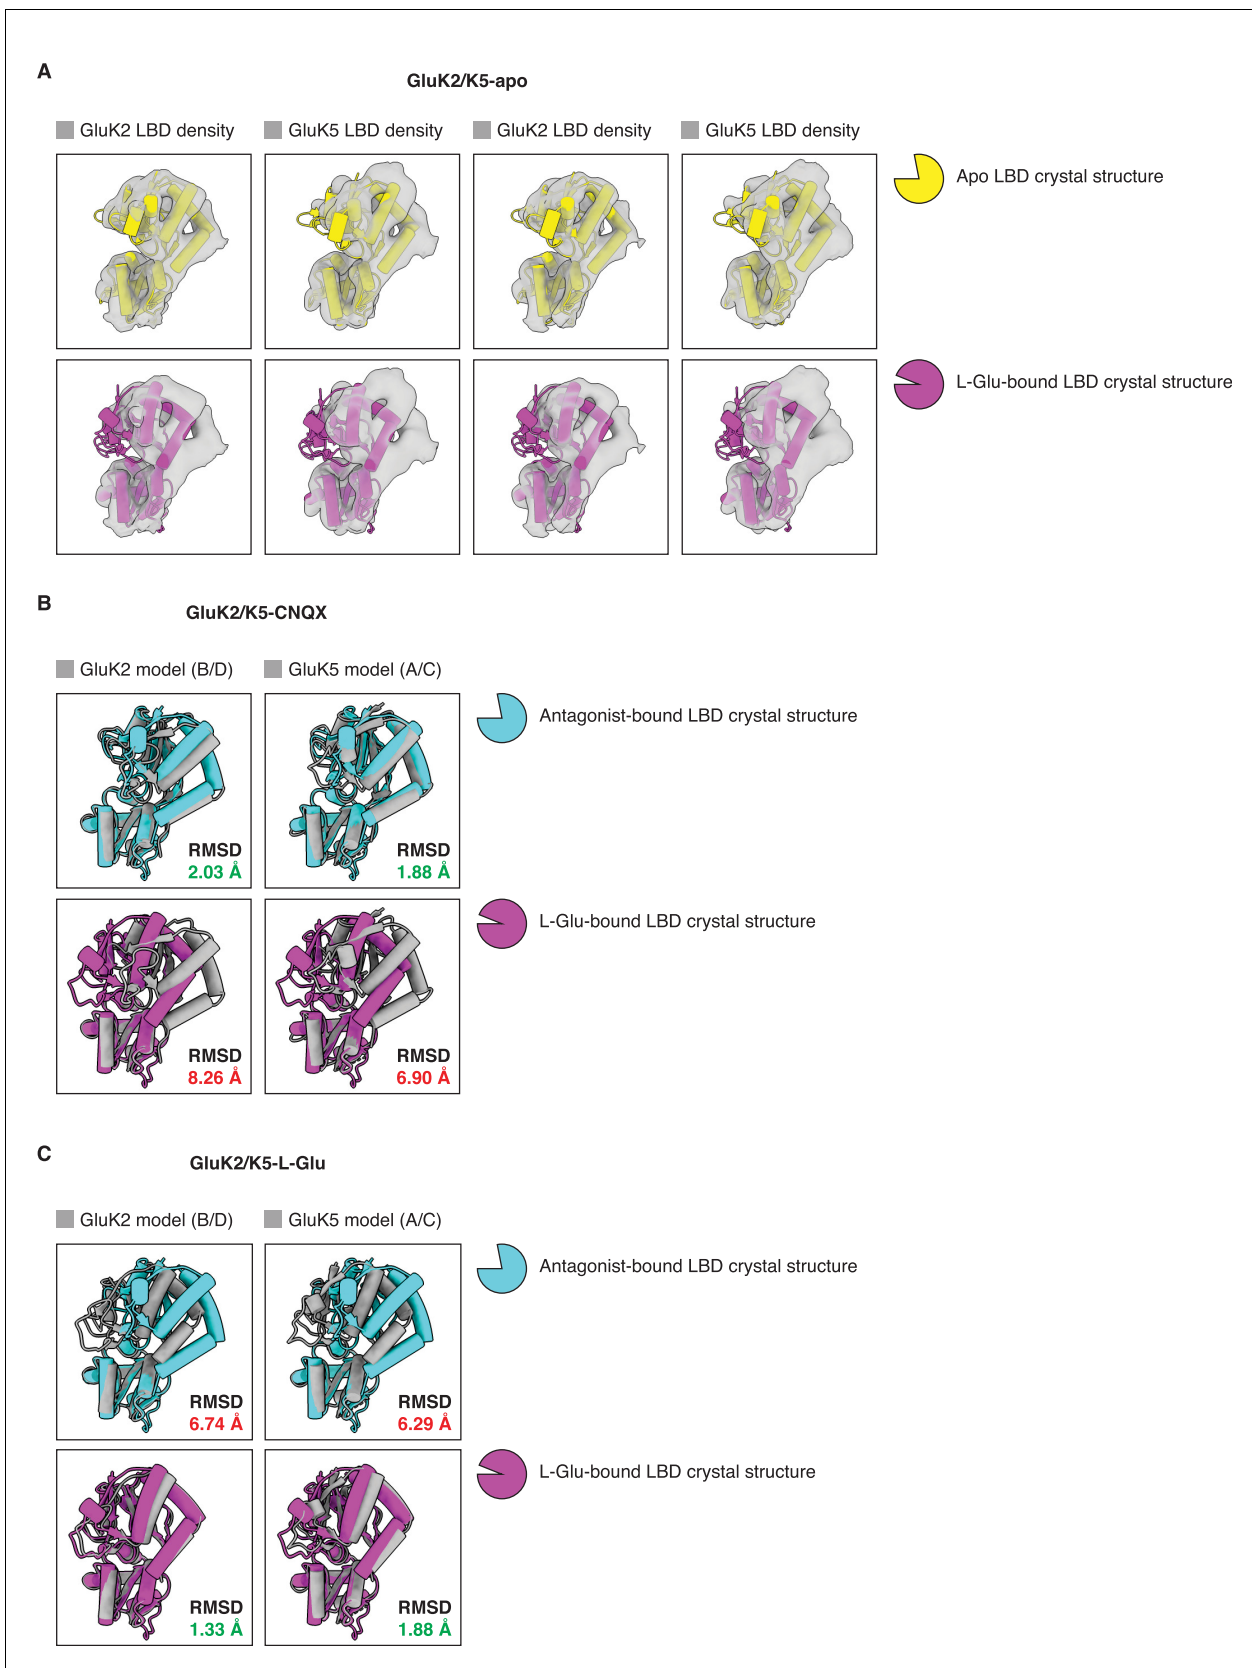 A
GluK2/K5-apo
GluK2 LBD density
GluK5 LBD density
GluK2 LBD density
GluK5 LBD density
Apo LBD crystal structure
L-Glu-bound LBD crystal structure
B
GluK2/K5-CNQX
GluK2 model (B/D)
GluK5 model (A/C)
Antagonist-bound LBD crystal structure
RMSD
2.03 Å
RMSD
1.88 Å
L-Glu-bound LBD crystal structure
RMSD
8.26 Å
RMSD
6.90 Å
C
GluK2/K5-L-Glu
GluK2 model (B/D)
GluK5 model (A/C)
Antagonist-bound LBD crystal structure
RMSD
6.74 Å
RMSD
6.29 Å
L-Glu-bound LBD crystal structure
RMSD
1.33 Å
RMSD
1.88 Å